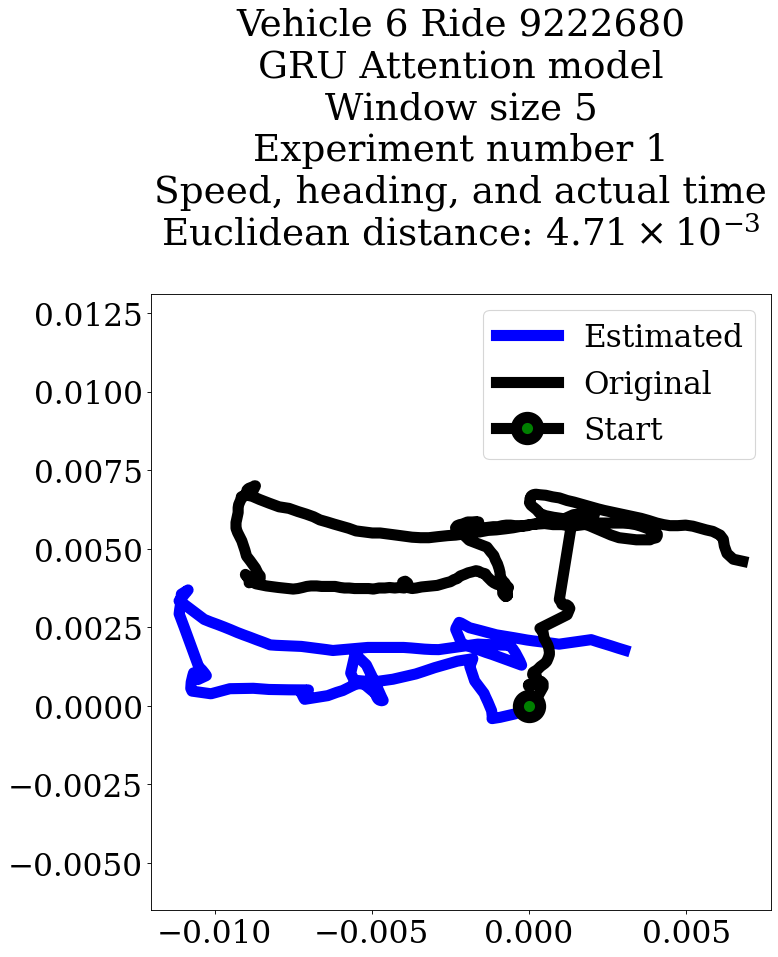 Vehicle 6 Ride 9222680
GRU Attention model
Window size 5
Experiment number 1
Speed, heading, and actual time
Euclidean distance: 4.71 × 10⁻³
Estimated
Original
Start
0.0125
0.0100
0.0075
0.0050
0.0025
0.0000
−0.0025
−0.0050
−0.010
−0.005
0.000
0.005